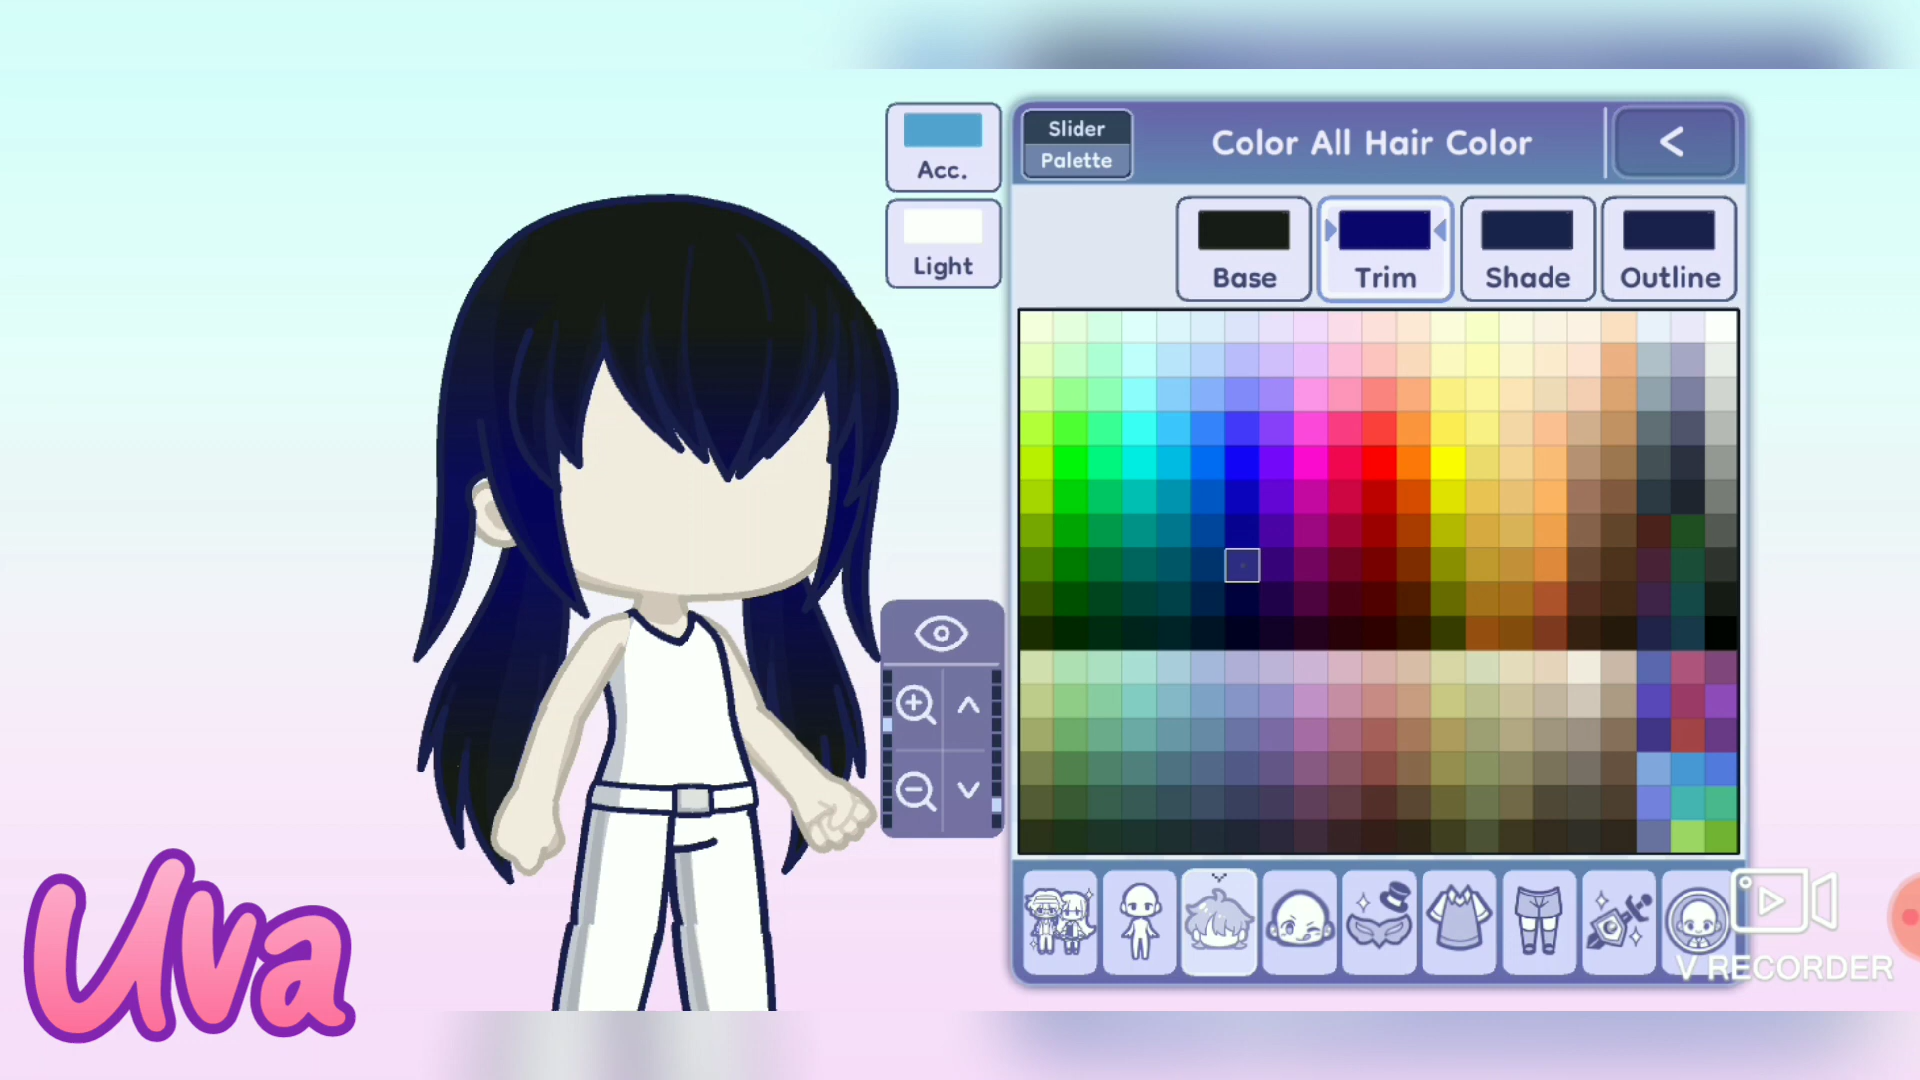 Slider
Palette
Color All Hair Color
<
Acc.
Light
Base
Trim
Shade
Outline
V RECORDER
Uva